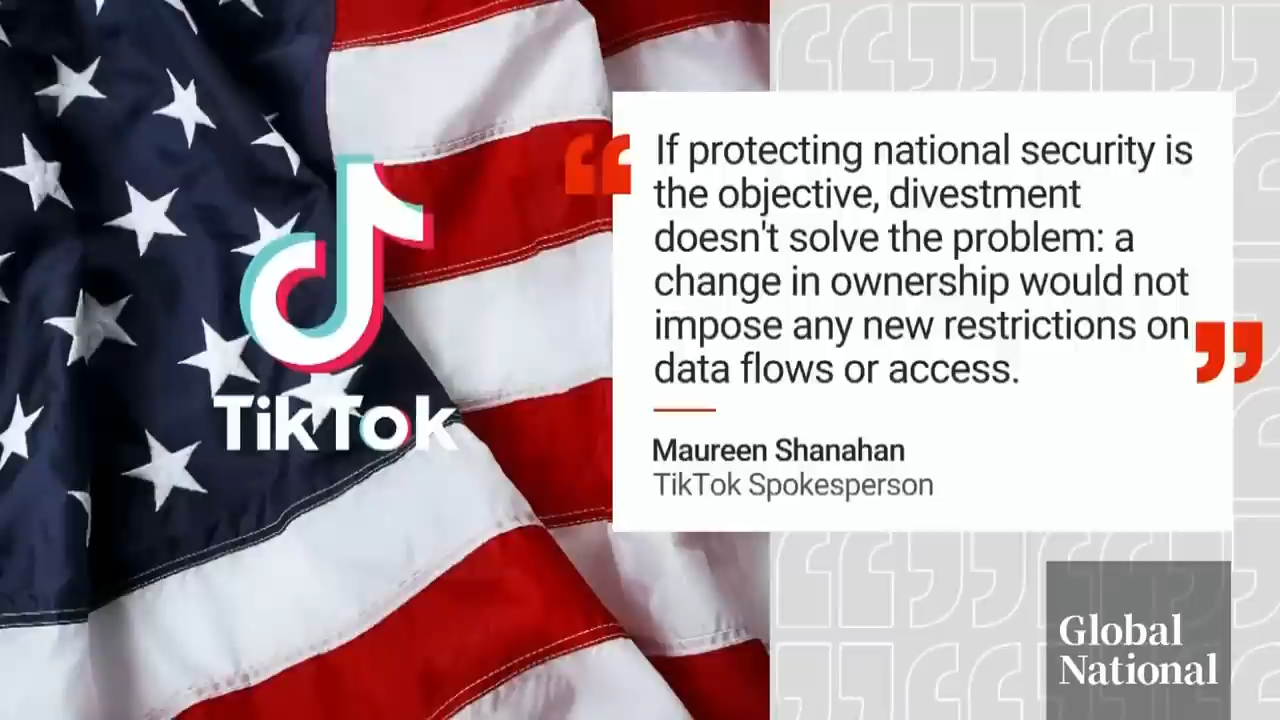 TikTok
“If protecting national security is
the objective, divestment
doesn't solve the problem: a
change in ownership would not
impose any new restrictions on
data flows or access.”
Maureen Shanahan
TikTok Spokesperson
Global
National